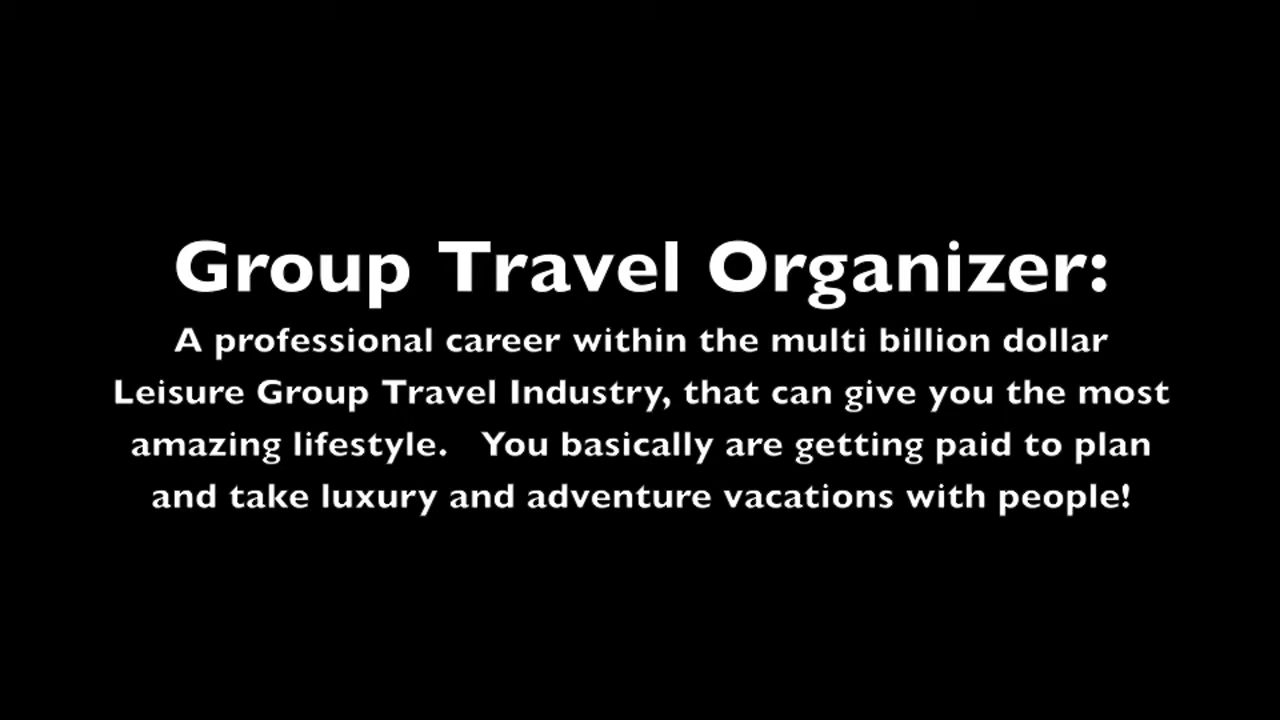 Group Travel Organizer:
A professional career within the multi billion dollar
Leisure Group Travel Industry, that can give you the most
amazing lifestyle.   You basically are getting paid to plan
and take luxury and adventure vacations with people!